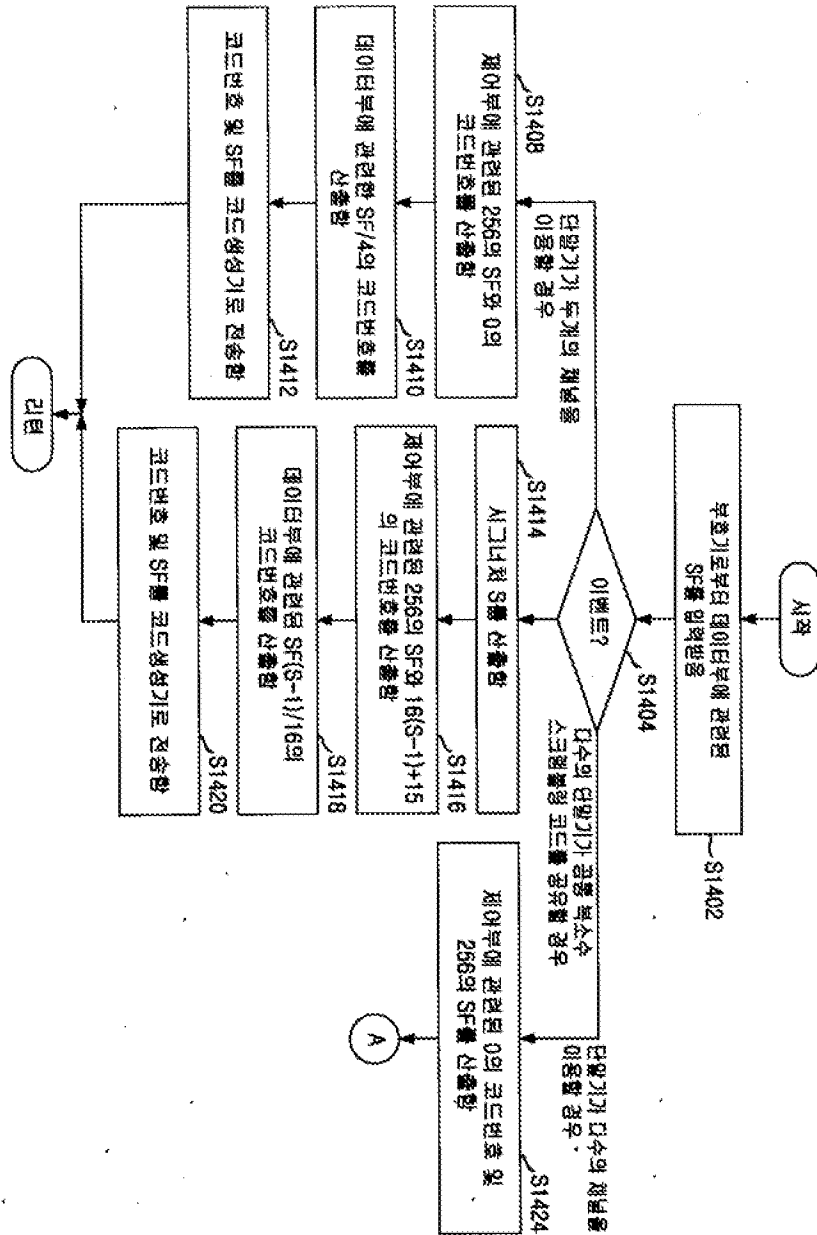 시작
부호기로부터 데이터부에 관련된
SF를 입력받음
S1402
이벤트?
S1404
단말기가 두개의 채널을
이용할 경우
S1408
제어부에 관련된 256의 SF와 0의
코드번호를 산출함
S1410
데이터부에 관련한 SF/4의 코드번호를
산출함
S1412
코드번호 및 SF를 코드 생성기로 전송함
다수의 단말기가 공통 복소수
스크램블링 코드를 공유할 경우
S1414
시그너처 S를 산출함
S1416
제어부에 관련된 256의 SF와 16(S-1)+15
의 코드번호를 산출함
S1418
데이터부에 관련된 SF(S-1)/16의
코드번호를 산출함
S1420
코드번호 및 SF를 코드생성기로 전송함
단말기가 다수의 채널을
이용할 경우
S1424
제어부에 관련된 0의 코드번호 및
256의 SF를 산출함
A
리턴